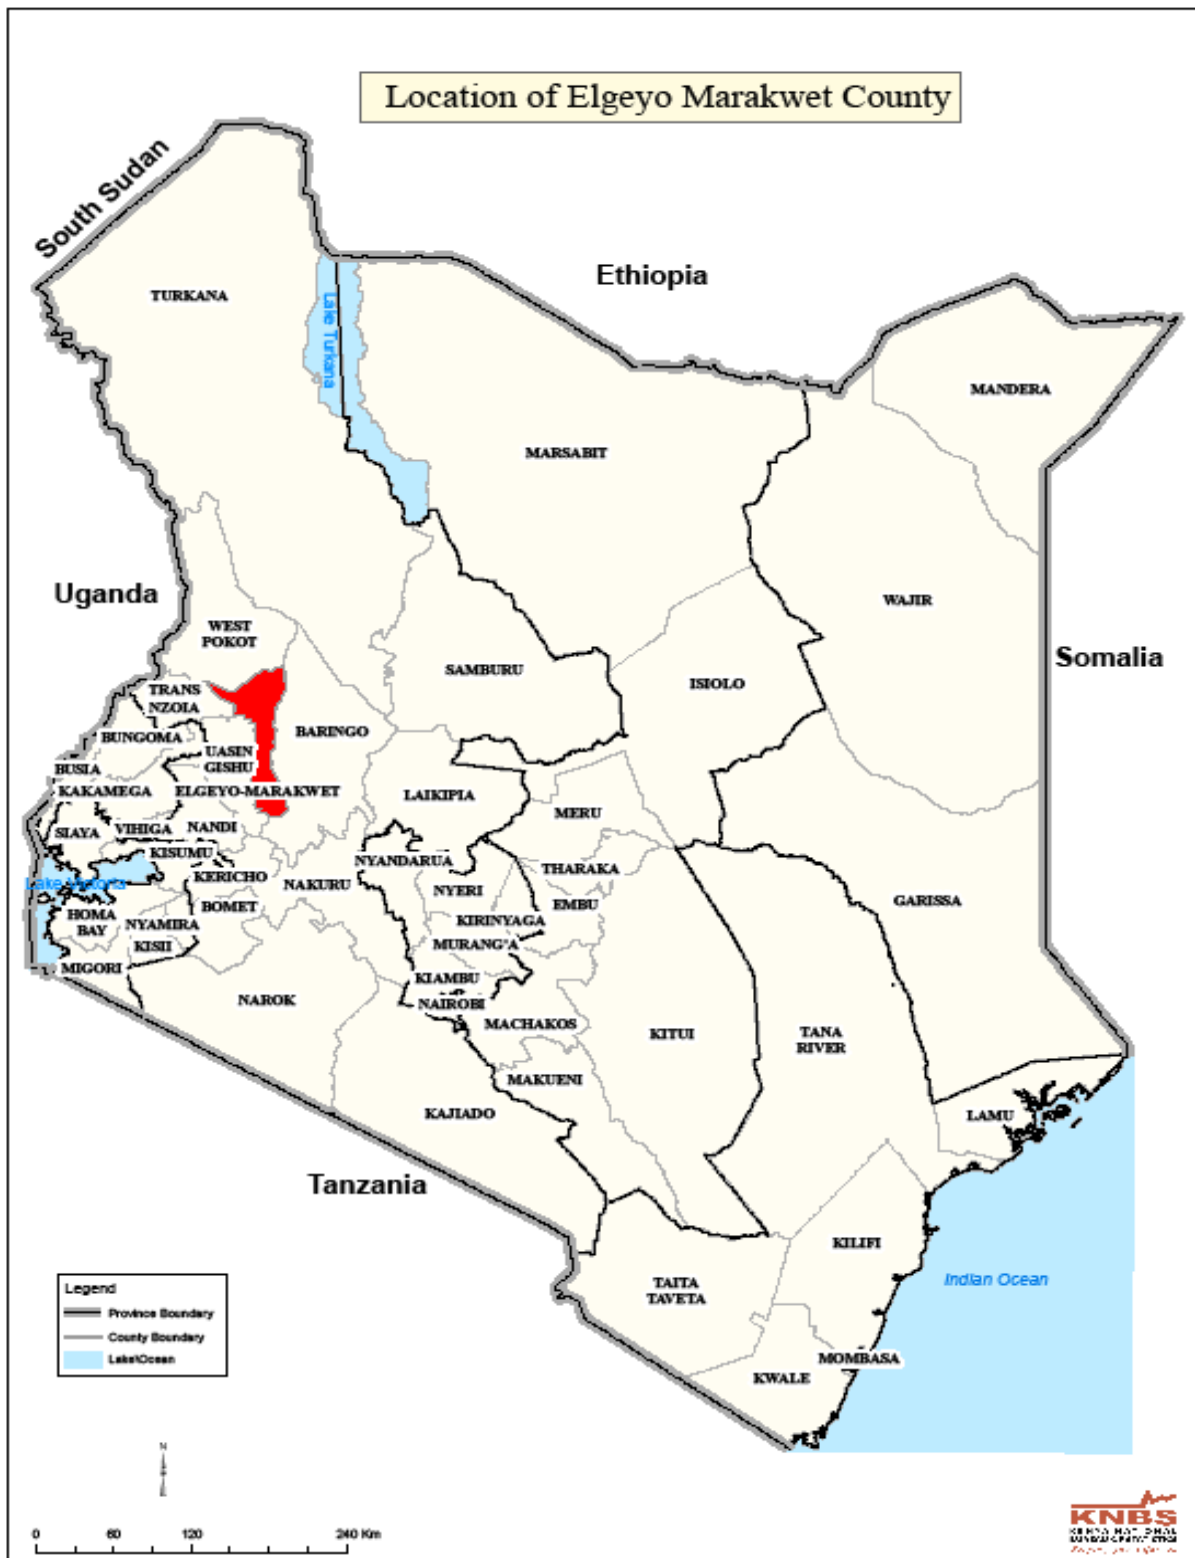 Location of Elgeyo Marakwet County
South Sudan
Ethiopia
TURKANA
Lake Turkana
MANDERA
MARSABIT
Uganda
WAJIR
WEST
POKOT
Somalia
SAMBURU
ISIOLO
TRANS
NZOIA
BARINGO
BUNGOMA
UASIN
GISHU
BUSIA
KAKAMEGA
ELGEYO-MARAKWET
LAIKIPIA
MERU
SIAYA
VIHIGA
NANDI
KISUMU
NYANDARUA
THARAKA
KERICHO
NAKURU
NYERI
Lake Victoria
GARISSA
EMBU
BOMET
HOMA
BAY
NYAMIRA
KIRINYAGA
KISII
MURANG'A
MIGORI
KIAMBU
NAROK
NAIROBI
MACHAKOS
KITUI
TANA
RIVER
MAKUENI
KAJIADO
LAMU
Tanzania
KILIFI
TAITA
TAVETA
Indian Ocean
Legend
Province Boundary
County Boundary
Lake\Ocean
MOMBASA
KWALE
N
0 60 120 240 Km
KNBS
KENYA NATIONAL